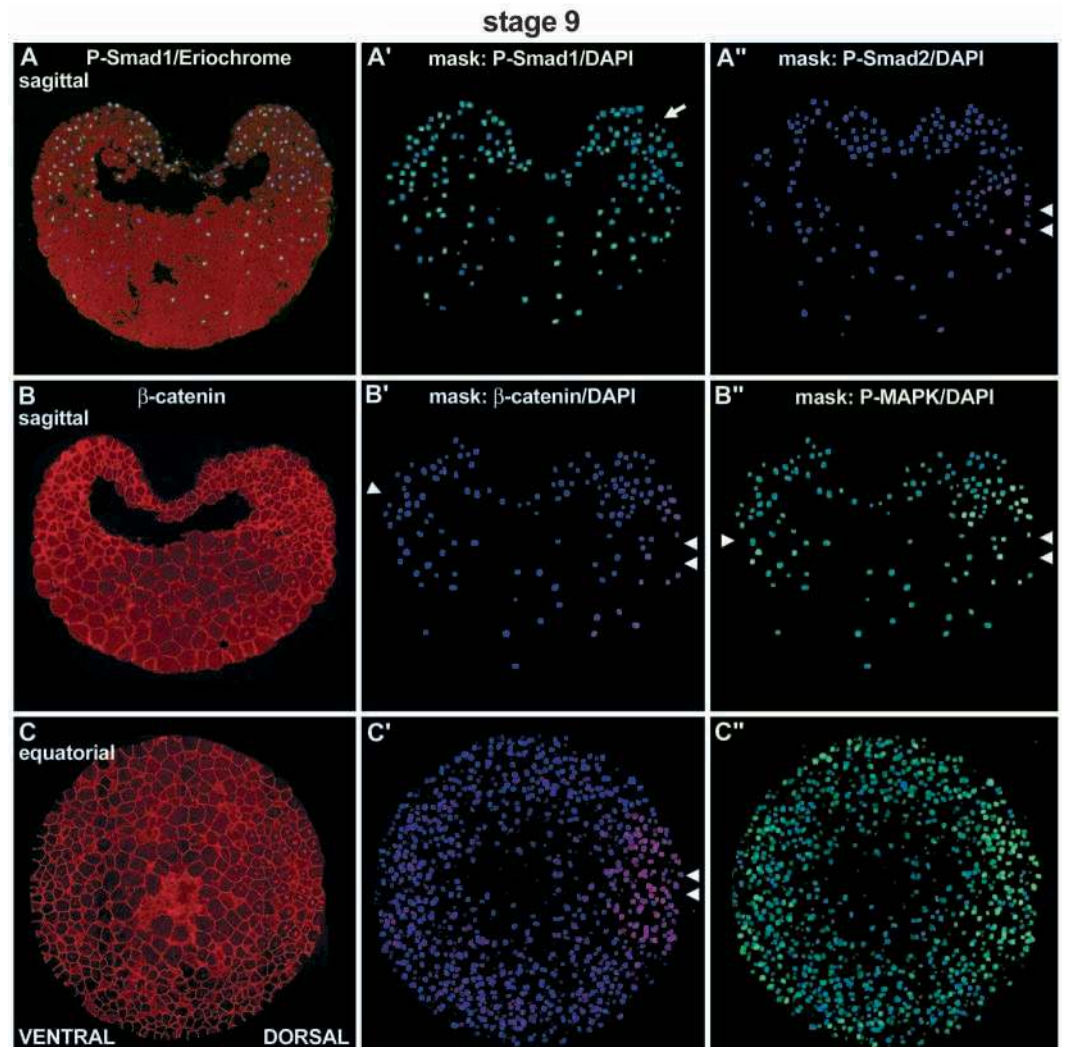 stage 9
A P-Smad1/Eriochrome
sagittal
A' mask: P-Smad1/DAPI
A" mask: P-Smad2/DAPI
B β-catenin
sagittal
B' mask: β-catenin/DAPI
B" mask: P-MAPK/DAPI
C
equatorial
C'
C"
VENTRAL DORSAL